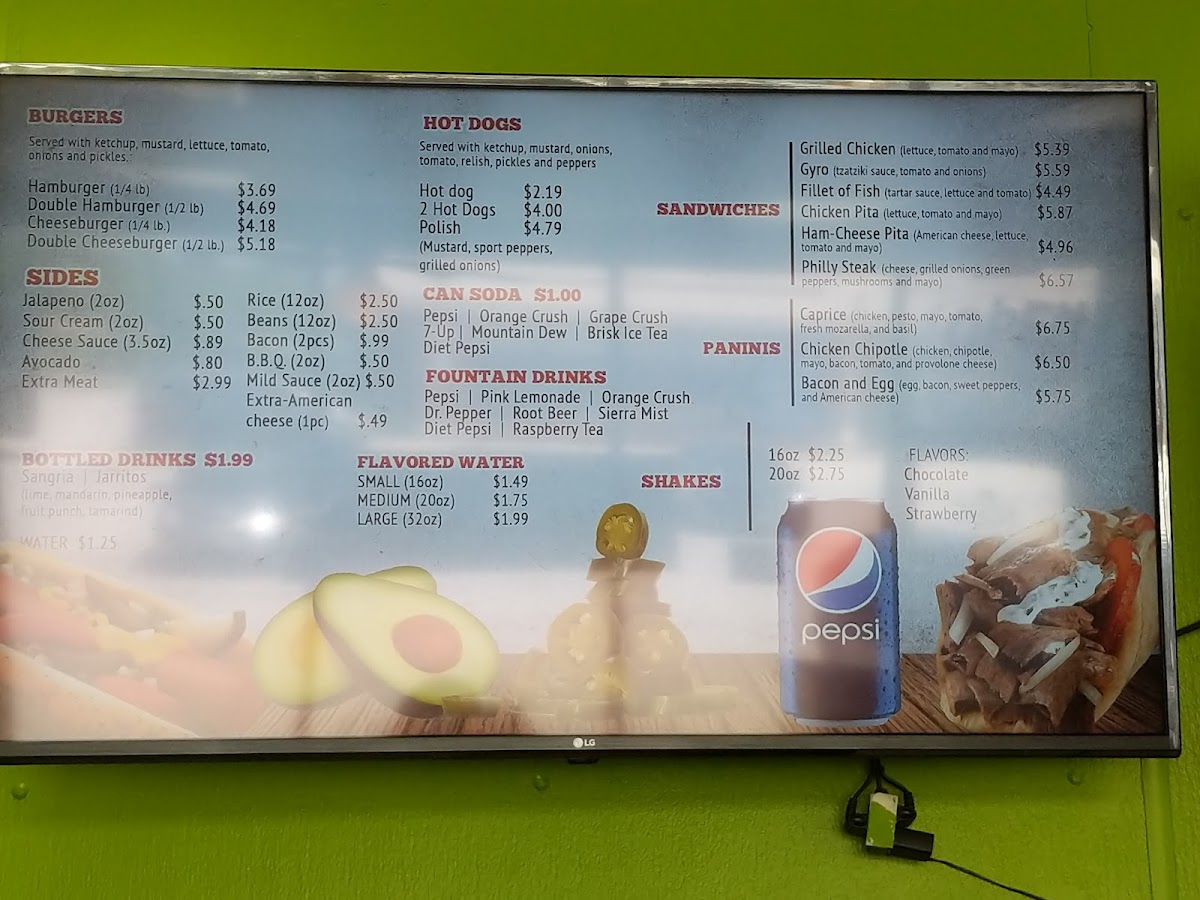 BURGERS
Served with ketchup, mustard, lettuce, tomato,
onions and pickles.
Hamburger (1/4 lb) $3.69
Double Hamburger (1/2 lb) $4.69
Cheeseburger (1/4 lb.) $4.18
Double Cheeseburger (1/2 lb.) $5.18
SIDES
Jalapeno (2oz) $.50
Sour Cream (2oz) $.50
Cheese Sauce (3.5oz) $.89
Avocado $.80
Extra Meat $2.99
Rice (12oz) $2.50
Beans (12oz) $2.50
Bacon (2pcs) $.99
B.B.Q. (2oz) $.50
Mild Sauce (2oz) $.50
Extra-American
cheese (1pc) $.49
BOTTLED DRINKS $1.99
Sangria | Jarritos
(lime, mandarin, pineapple,
fruit punch, tamarind)
WATER $1.25
HOT DOGS
Served with ketchup, mustard, onions,
tomato, relish, pickles and peppers
Hot dog $2.19
2 Hot Dogs $4.00
Polish $4.79
(Mustard, sport peppers,
grilled onions)
CAN SODA $1.00
Pepsi | Orange Crush | Grape Crush
7-Up | Mountain Dew | Brisk Ice Tea
Diet Pepsi
FOUNTAIN DRINKS
Pepsi | Pink Lemonade | Orange Crush
Dr. Pepper | Root Beer | Sierra Mist
Diet Pepsi | Raspberry Tea
FLAVORED WATER
SMALL (16oz) $1.49
MEDIUM (20oz) $1.75
LARGE (32oz) $1.99
SANDWICHES
Grilled Chicken (lettuce, tomato and mayo) $5.39
Gyro (tzatziki sauce, tomato and onions) $5.59
Fillet of Fish (tartar sauce, lettuce and tomato) $4.49
Chicken Pita (lettuce, tomato and mayo) $5.87
Ham-Cheese Pita (American cheese, lettuce,
tomato and mayo) $4.96
Philly Steak (cheese, grilled onions, green
peppers, mushrooms and mayo) $6.57
PANINIS
Caprice (chicken, pesto, mayo, tomato,
fresh mozarella, and basil) $6.75
Chicken Chipotle (chicken, chipotle,
mayo, bacon, tomato, and provolone cheese) $6.50
Bacon and Egg (egg, bacon, sweet peppers,
and American cheese) $5.75
SHAKES
16oz $2.25
20oz $2.75
FLAVORS:
Chocolate
Vanilla
Strawberry
pepsi
LG